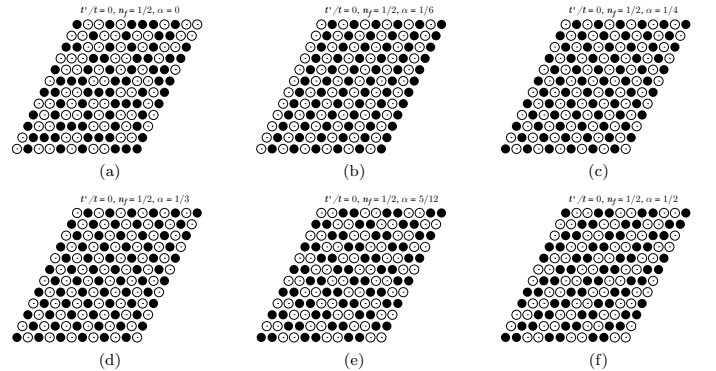 t'/t = 0, n_f = 1/2, α = 0
t'/t = 0, n_f = 1/2, α = 1/6
t'/t = 0, n_f = 1/2, α = 1/4
(a)
(b)
(c)
t'/t = 0, n_f = 1/2, α = 1/3
t'/t = 0, n_f = 1/2, α = 5/12
t'/t = 0, n_f = 1/2, α = 1/2
(d)
(e)
(f)